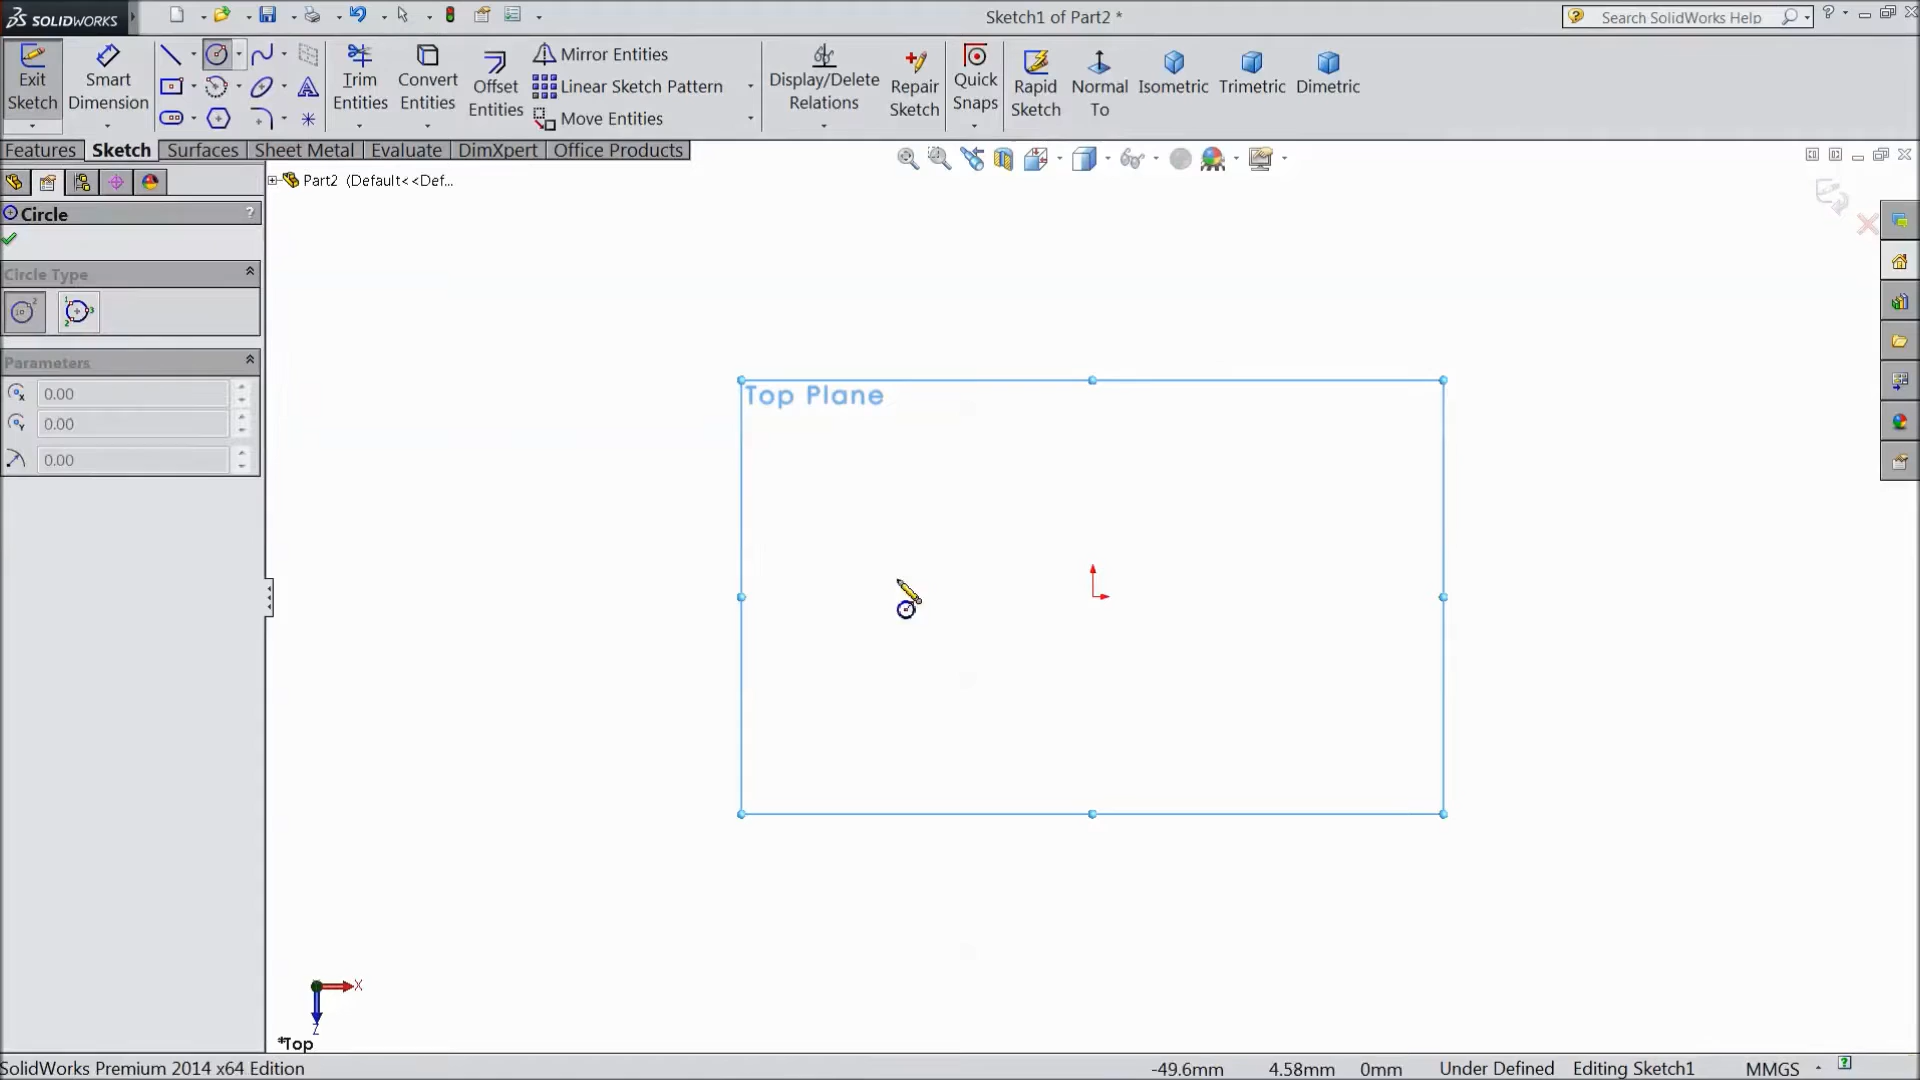 SOLIDWORKS
Sketch1 of Part2 *
Search SolidWorks Help
Exit Sketch
Smart Dimension
Trim Entities
Convert Entities
Offset Entities
Mirror Entities
Linear Sketch Pattern
Move Entities
Display/Delete Relations
Repair Sketch
Quick Snaps
Rapid Sketch
Normal To
Isometric
Trimetric
Dimetric
Features
Sketch
Surfaces
Sheet Metal
Evaluate
DimXpert
Office Products
Part2 (Default<<Def...
Circle
?
Circle Type
Parameters
0.00
0.00
0.00
Top Plane
X
Z
*Top
SolidWorks Premium 2014 x64 Edition
-49.6mm
4.58mm
0mm
Under Defined
Editing Sketch1
MMGS